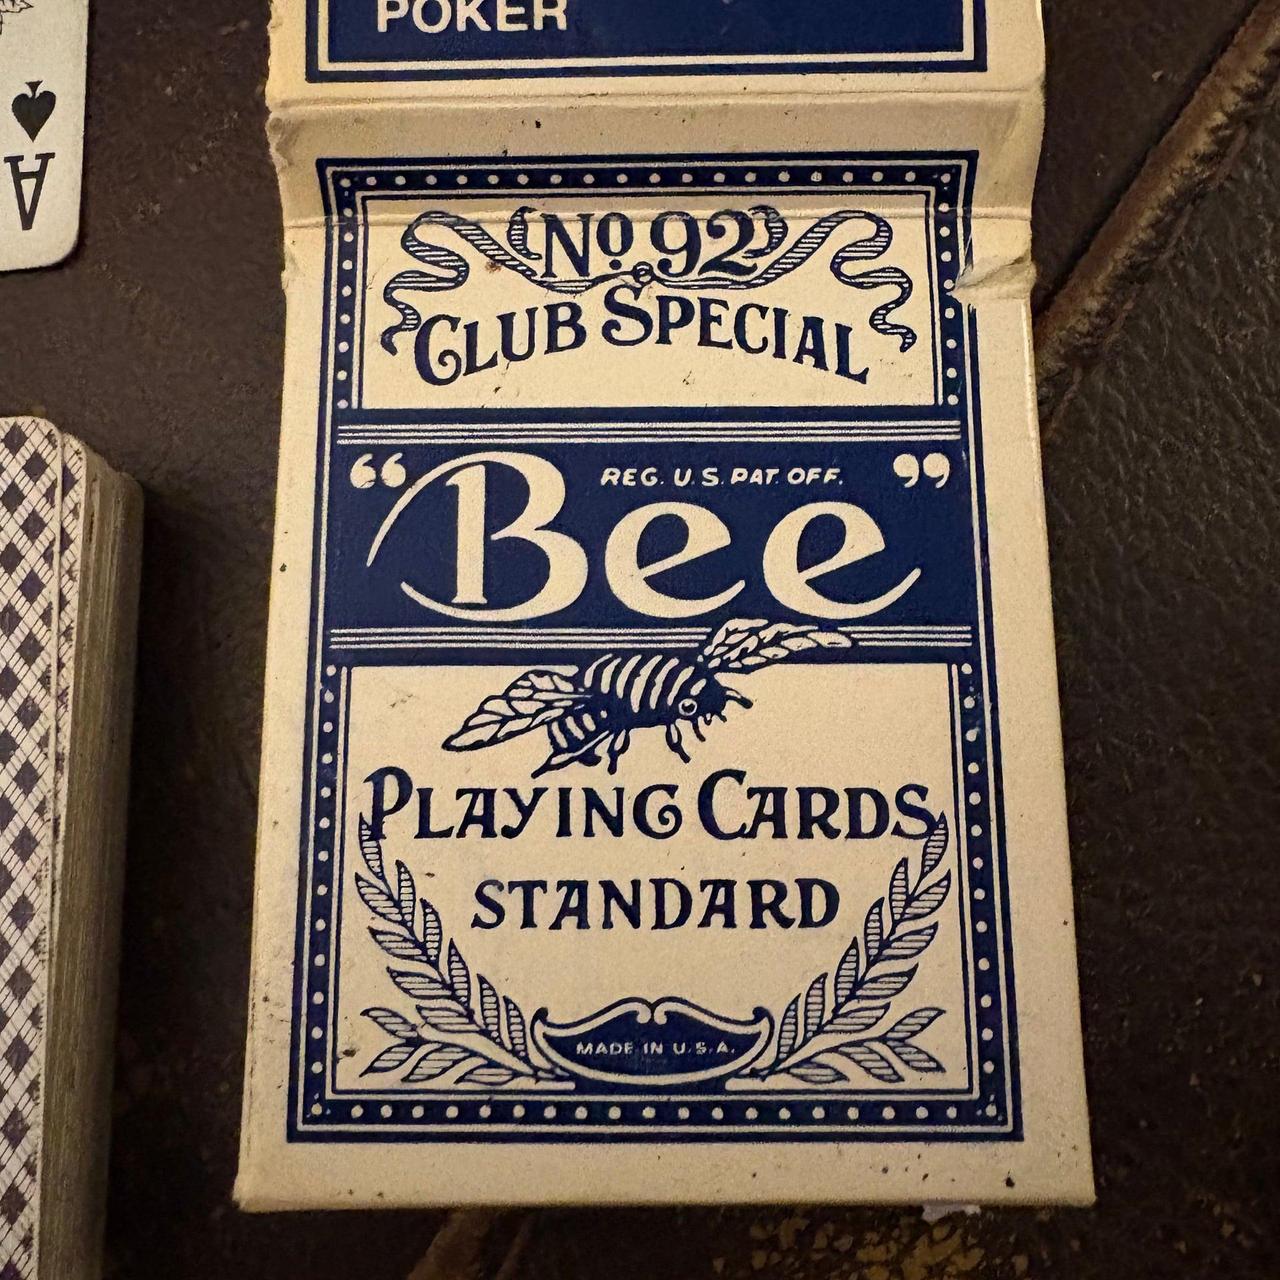 POKER
A
No. 92
CLUB SPECIAL
“Bee”
REG. U.S. PAT. OFF.
PLAYING CARDS
STANDARD
MADE IN U.S.A.